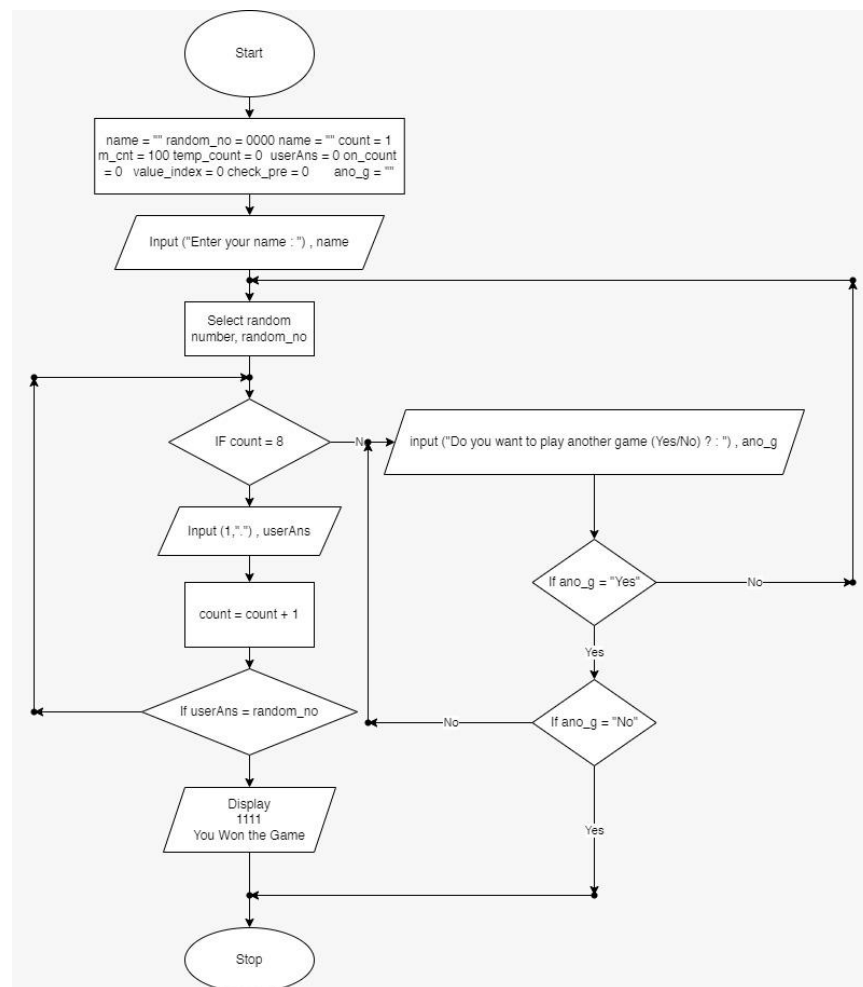 Start
name = "" random_no = 0000 name = "" count = 1
m_cnt = 100 temp_count = 0 userAns = 0 on_count
= 0 value_index = 0 check_pre = 0 ano_g = ""
Input ("Enter your name : ") , name
Select random
number, random_no
IF count = 8
input ("Do you want to play another game (Yes/No) ? : ") , ano_g
Input (1,".") , userAns
count = count + 1
If ano_g = "Yes"
No
Yes
If userAns = random_no
No
If ano_g = "No"
Display
1111
You Won the Game
Yes
Stop